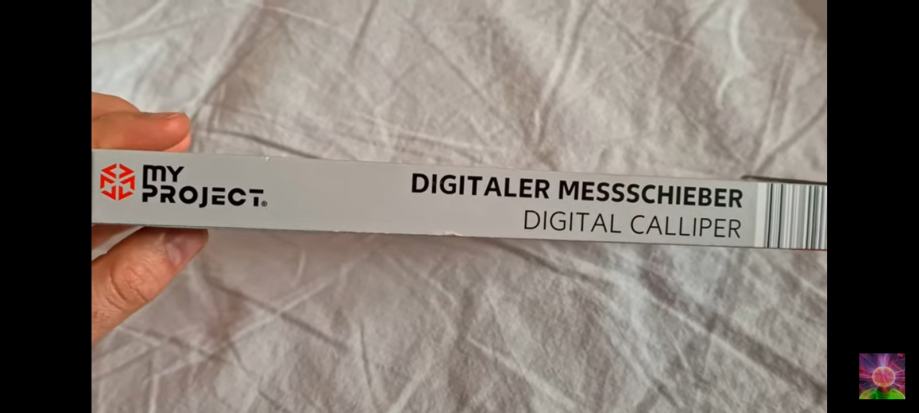 MY
PROJECT®
DIGITALER MESSSCHIEBER
DIGITAL CALLIPER